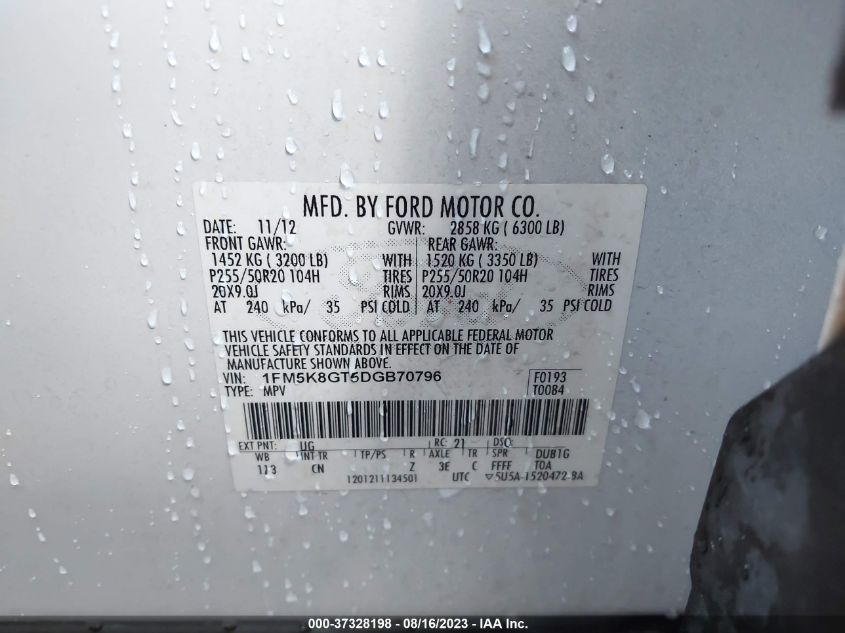 MFD. BY FORD MOTOR CO.
DATE: 11/12 GVWR: 2858 KG ( 6300 LB)
FRONT GAWR: REAR GAWR:
1452 KG ( 3200 LB) WITH 1520 KG ( 3350 LB) WITH
P255/50R20 104H TIRES P255/50R20 104H TIRES
20X9.0J RIMS 20X9.0J RIMS
AT 240 kPa/ 35 PSI COLD AT 240 kPa/ 35 PSI COLD
THIS VEHICLE CONFORMS TO ALL APPLICABLE FEDERAL MOTOR
VEHICLE SAFETY STANDARDS IN EFFECT ON THE DATE OF
MANUFACTURE SHOWN ABOVE.
VIN: 1FM5K8GT5DGB70796 F0193
TYPE: MPV T0084
EXT PNT: UG RC: 21 DSO:
WB INT TR TP/PS R AXLE TR SPR DUB1G
113 CN Z 3E C FFFF TOA
1201211134501 UTC ▽5U5A-1520472-BA
000-37328198 - 08/16/2023 - IAA Inc.